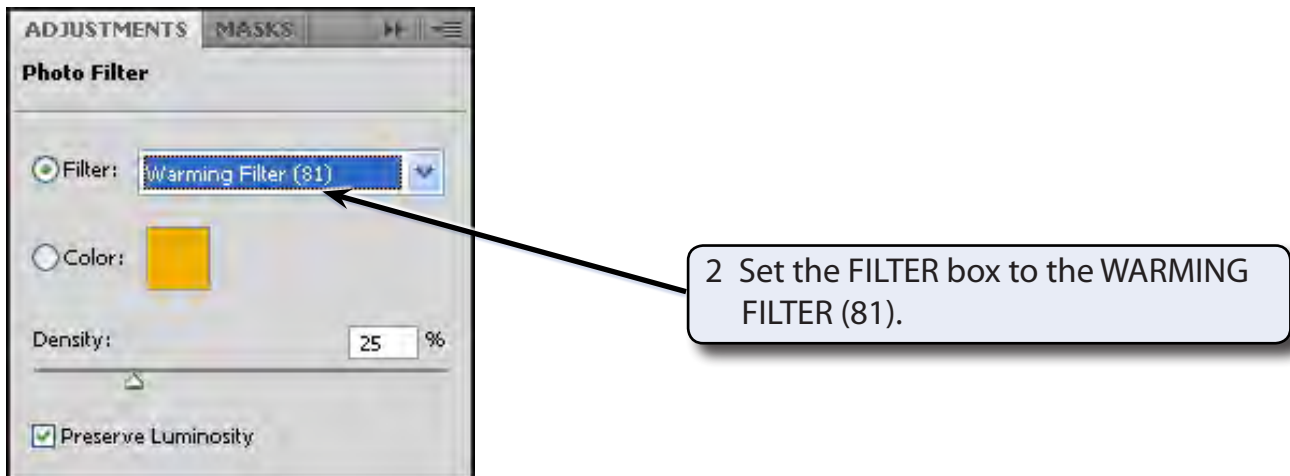 ADJUSTMENTS MASKS
Photo Filter
Filter: Warming Filter (81)
Color:
2 Set the FILTER box to the WARMING
FILTER (81).
Density: 25 %
Preserve Luminosity